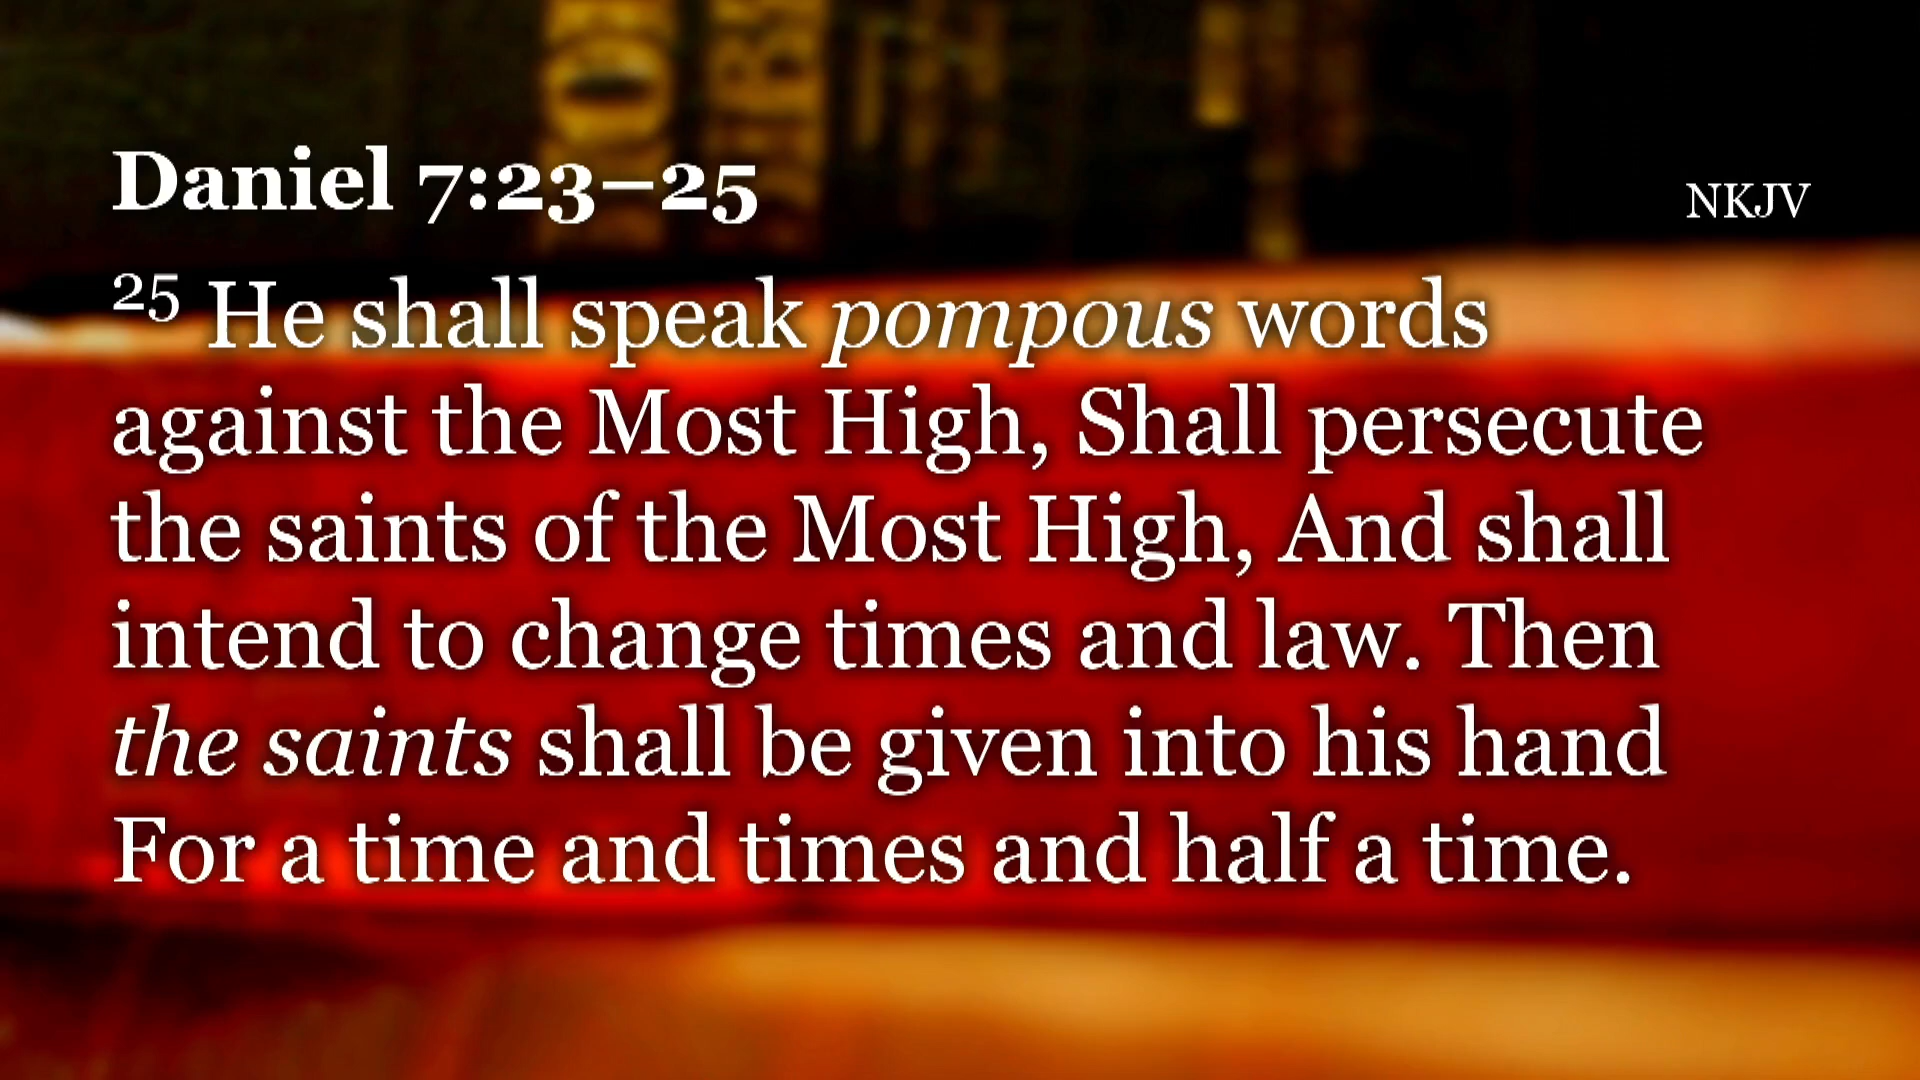 Daniel 7:23–25
NKJV
25 He shall speak pompous words
against the Most High, Shall persecute
the saints of the Most High, And shall
intend to change times and law. Then
the saints shall be given into his hand
For a time and times and half a time.